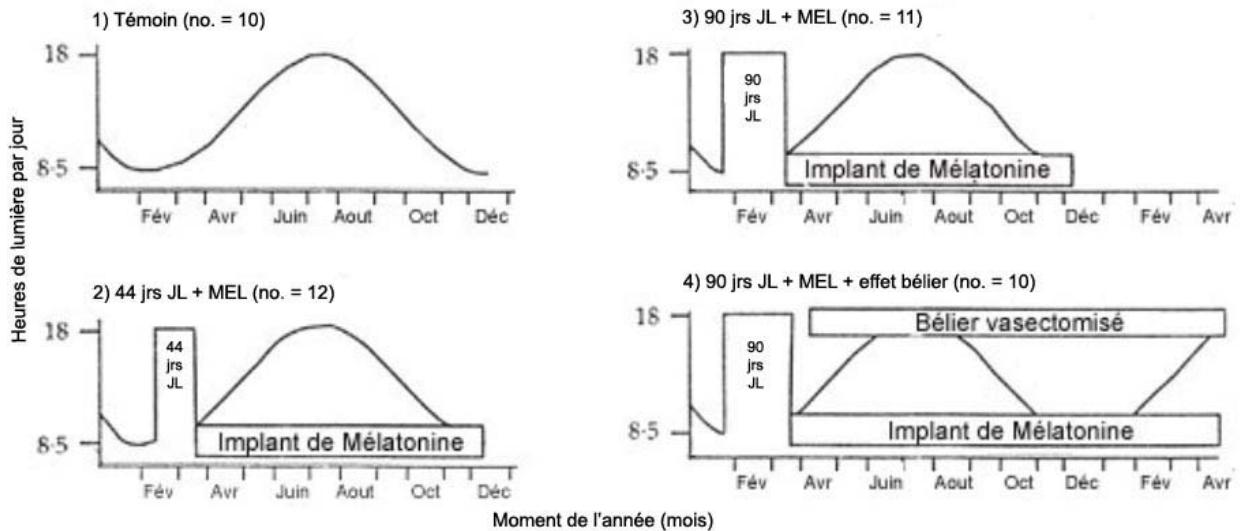 Heures de lumière par jour
1) Témoin (no. = 10)
18
8-5
Fév Avr Juin Aout Oct Déc
2) 44 jrs JL + MEL (no. = 12)
18
44
jrs
JL
8-5
Implant de Mélatonine
Fév Avr Juin Aout Oct Déc
3) 90 jrs JL + MEL (no. = 11)
18
90
jrs
JL
8-5
Implant de Mélatonine
Fév Avr Juin Aout Oct Déc Fév Avr
4) 90 jrs JL + MEL + effet bélier (no. = 10)
18
Bélier vasectomisé
90
jrs
JL
8-5
Implant de Mélatonine
Fév Avr Juin Aout Oct Déc Fév Avr
Moment de l'année (mois)